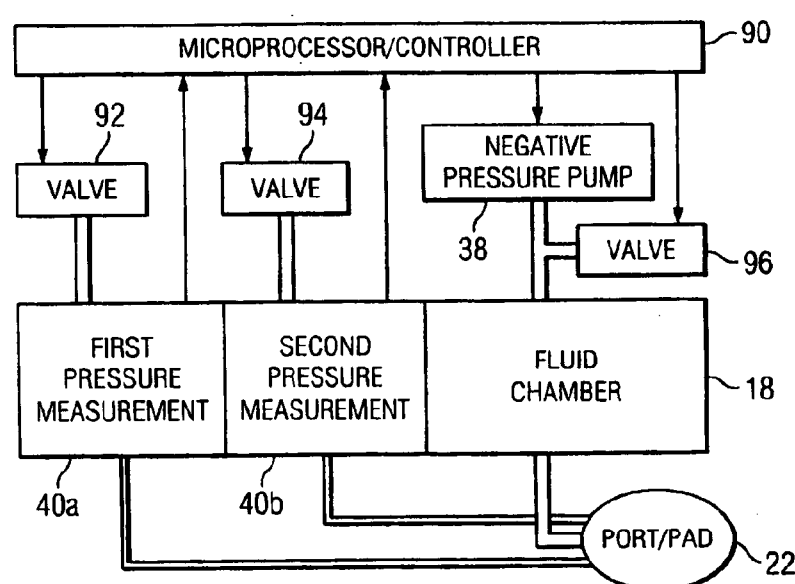 MICROPROCESSOR/CONTROLLER
90
92
94
VALVE
VALVE
NEGATIVE
PRESSURE PUMP
38
VALVE
96
FIRST
PRESSURE
MEASUREMENT
SECOND
PRESSURE
MEASUREMENT
FLUID
CHAMBER
18
40a
40b
PORT/PAD
22